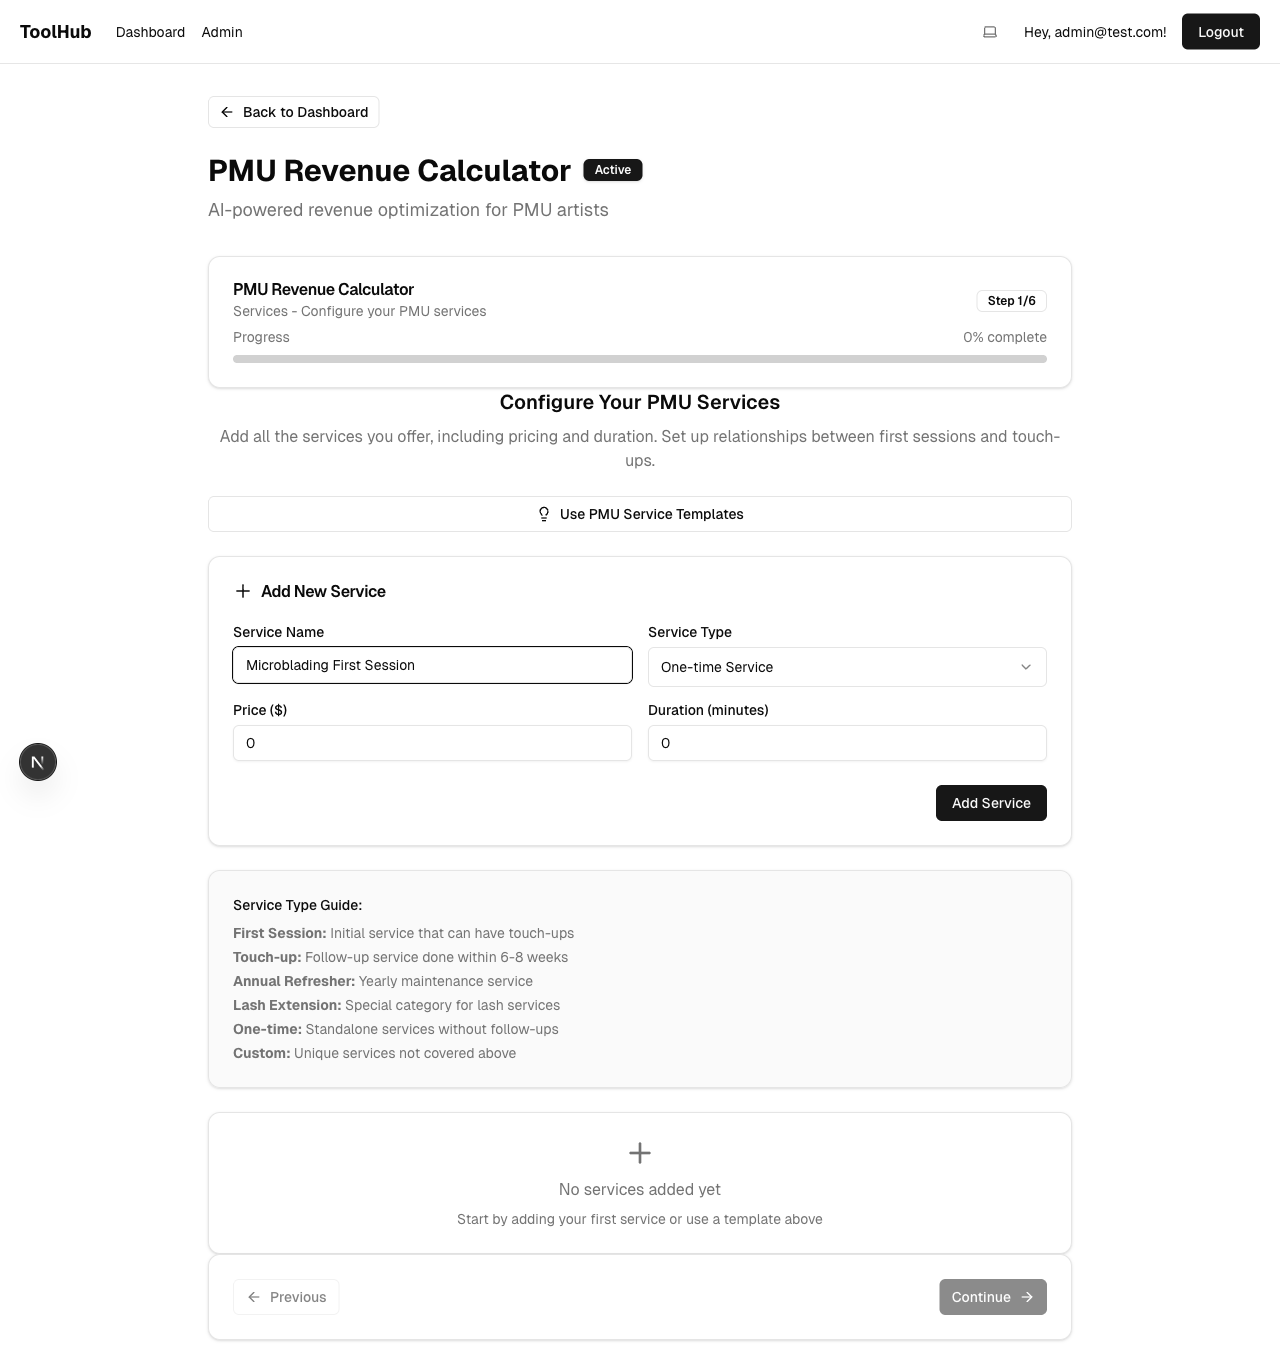 ToolHub Dashboard Admin Hey, admin@test.com! Logout
Back to Dashboard
PMU Revenue Calculator Active
AI-powered revenue optimization for PMU artists
PMU Revenue Calculator
Services - Configure your PMU services
Step 1/6
Progress 0% complete
Configure Your PMU Services
Add all the services you offer, including pricing and duration. Set up relationships between first sessions and touch-
ups.
Use PMU Service Templates
Add New Service
Service Name Service Type
Microblading First Session One-time Service
Price ($) Duration (minutes)
0 0
N
Add Service
Service Type Guide:
First Session: Initial service that can have touch-ups
Touch-up: Follow-up service done within 6-8 weeks
Annual Refresher: Yearly maintenance service
Lash Extension: Special category for lash services
One-time: Standalone services without follow-ups
Custom: Unique services not covered above
No services added yet
Start by adding your first service or use a template above
Previous Continue